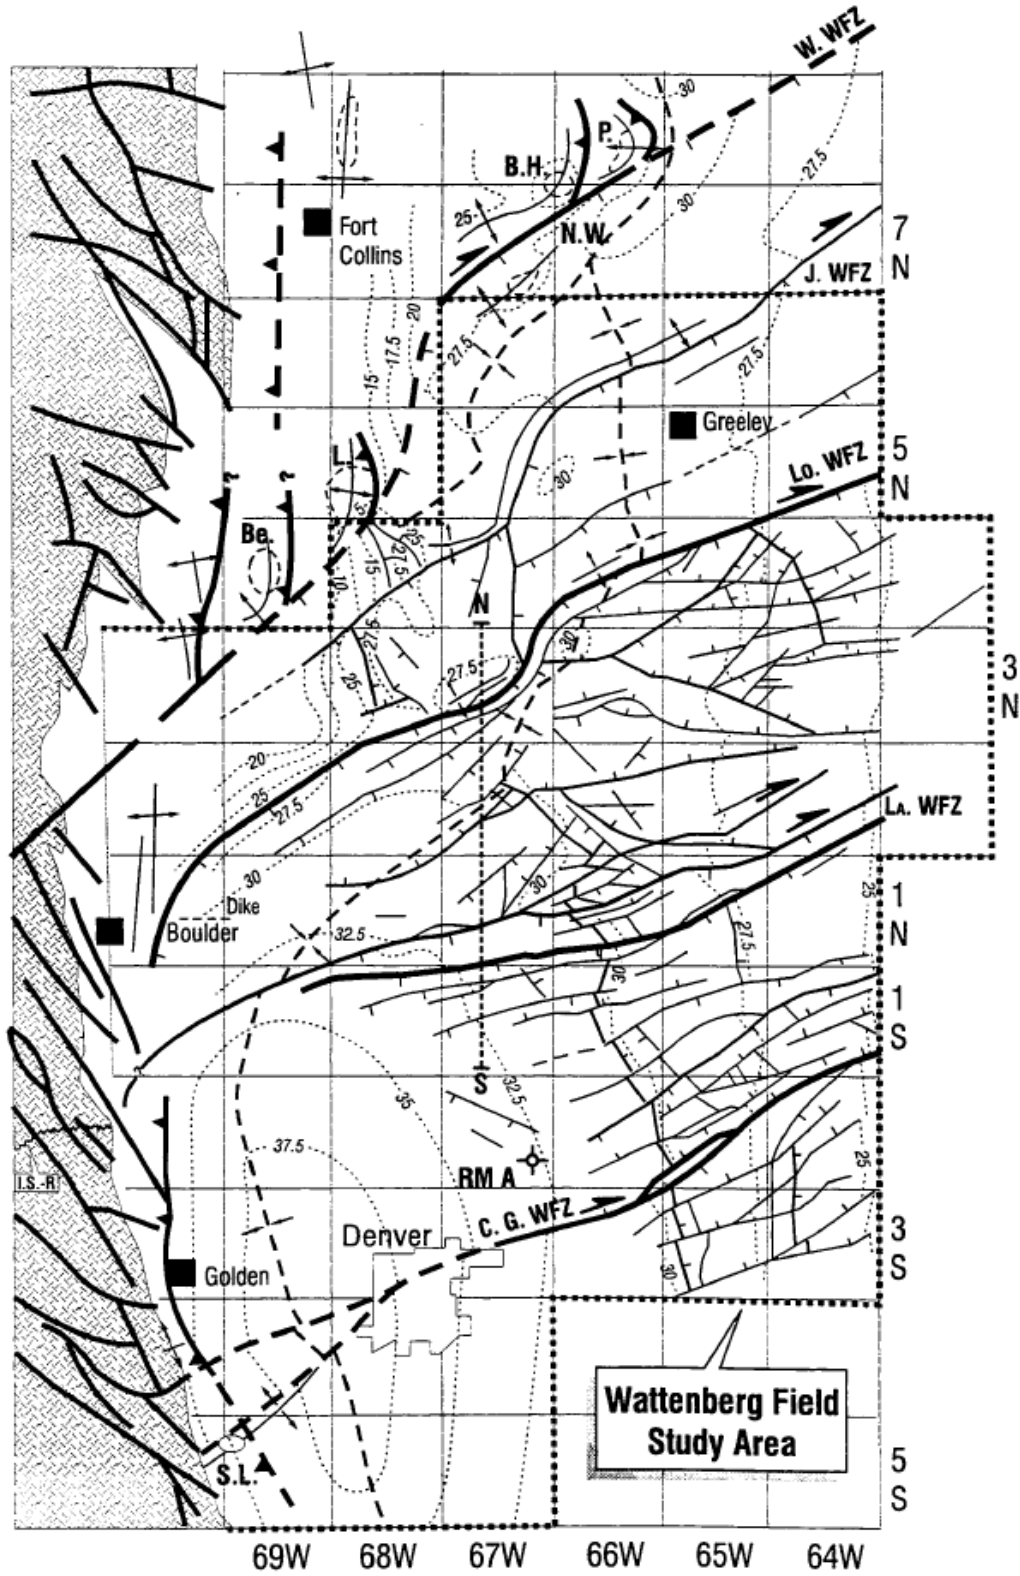 W. WFZ
30
P.
27.5
B.H.
25
30
7
N
Fort
Collins
N.W.
J. WFZ
20
17.5
27.5
15
27.5
Greeley
5
N
L.
Lo. WFZ
30
?
?
Be.
25
27.5
15
10
N
27.5
30
3
N
27.5
25
20
25
27.5
LA. WFZ
30
30
25
1
N
Dike
Boulder
32.5
27.5
30
1
S
?
S
32.5
35
37.5
25
I.S.-R
RM A
C. G. WFZ
3
S
Denver
Golden
30
Wattenberg Field
Study Area
S.L.
5
S
69W 68W 67W 66W 65W 64W